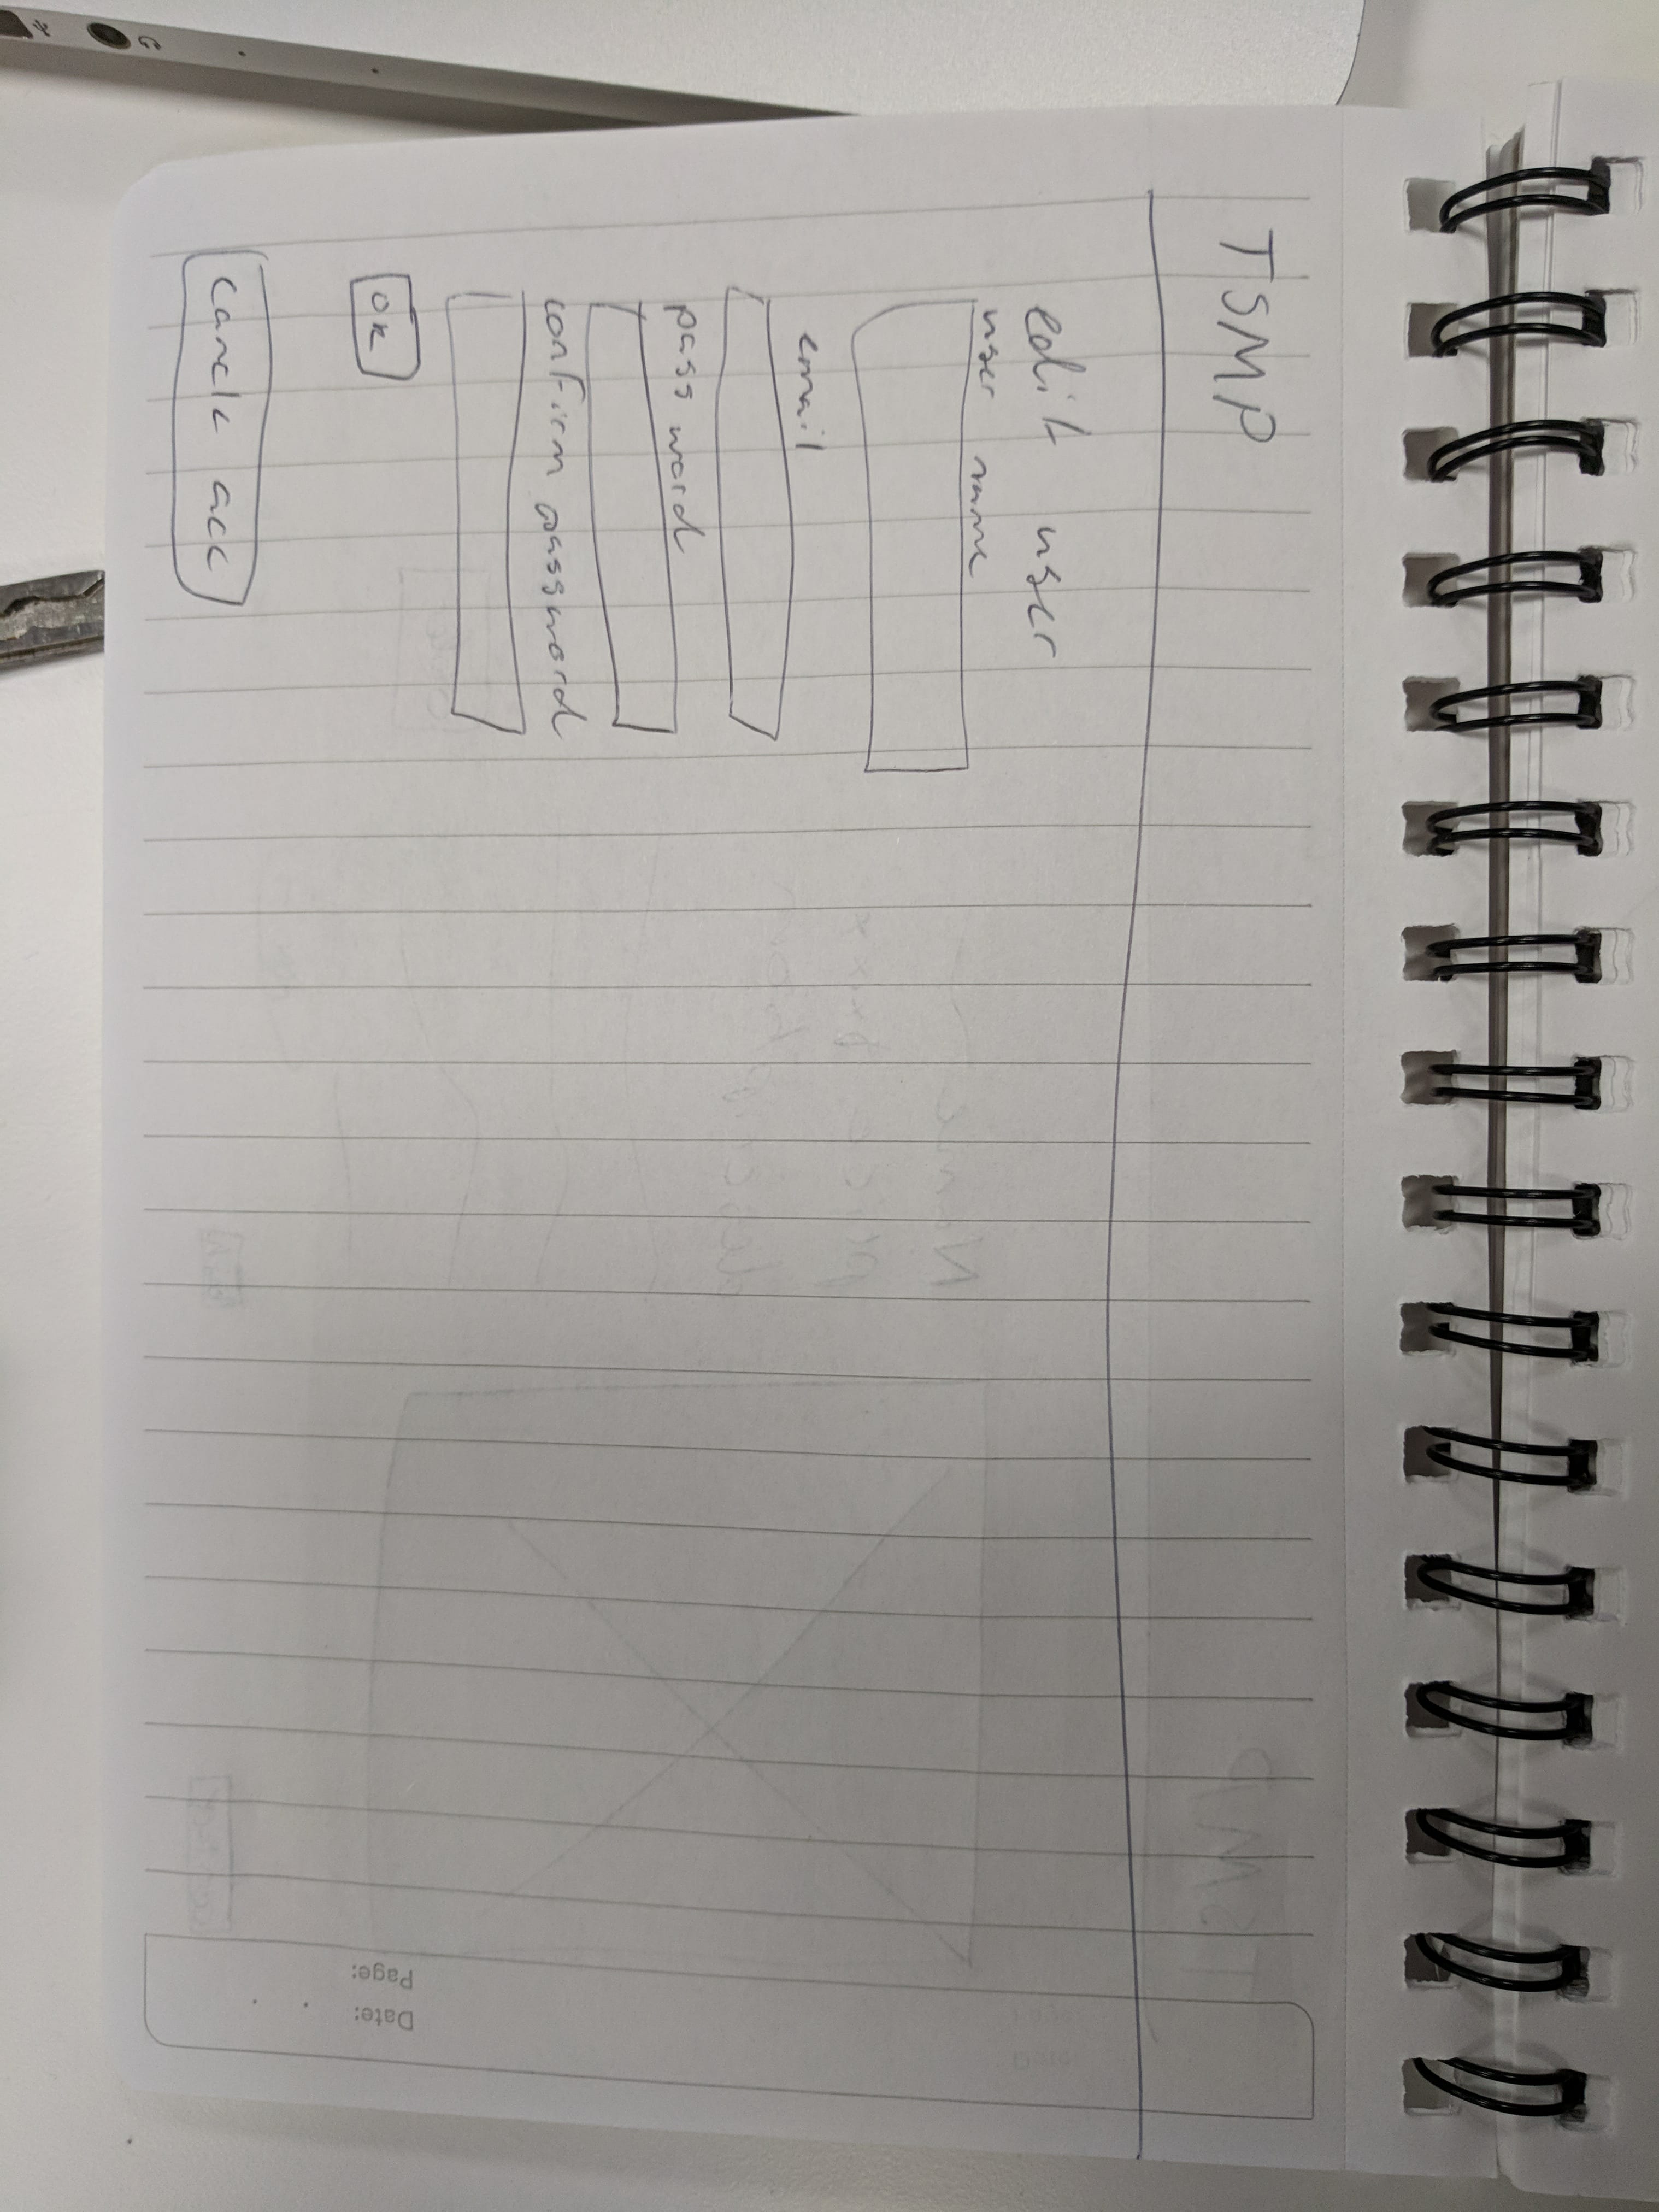 TSMP
edit user
user name
email
pass word
confirm password
ok
Cancle acc
Page:
Date: